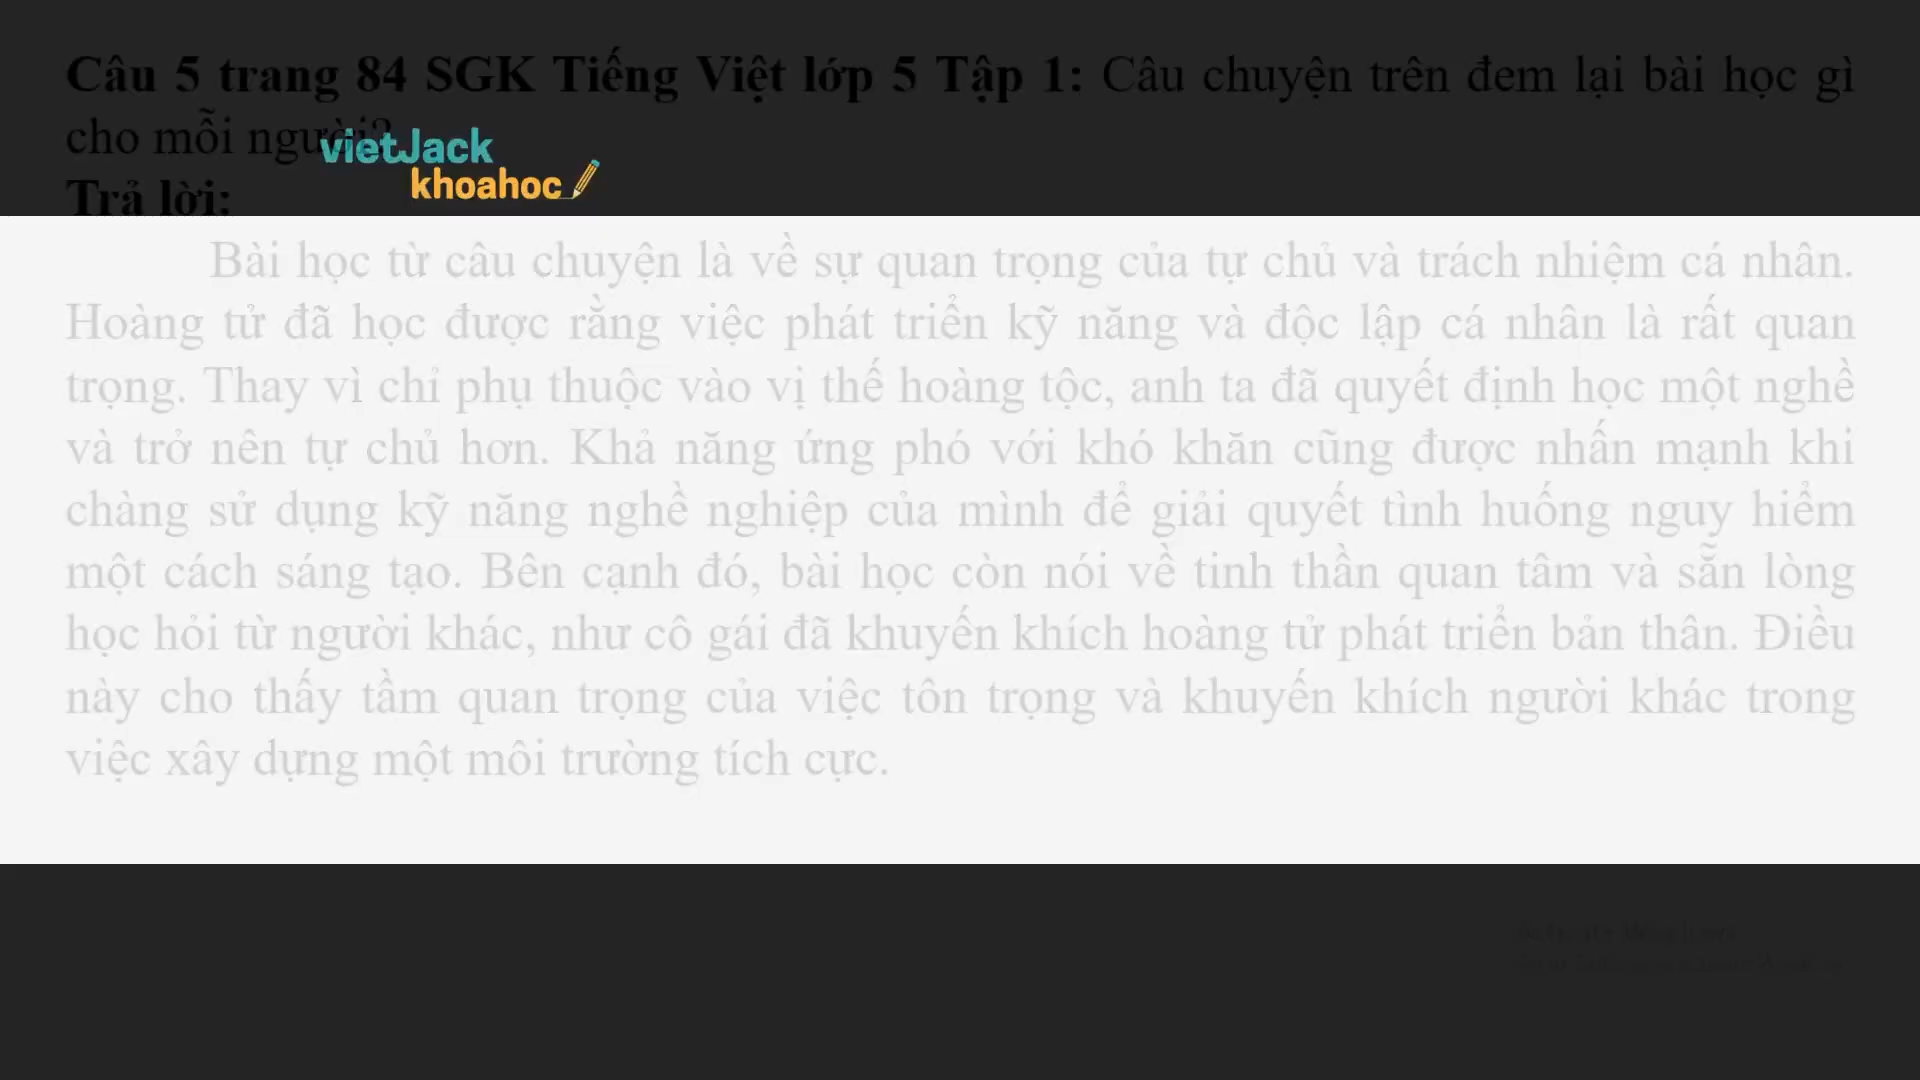 Câu 5 trang 84 SGK Tiếng Việt lớp 5 Tập 1: Câu chuyện trên đem lại bài học gì
cho mỗi người?
vietJack
khoahoc
Trả lời:
Bài học từ câu chuyện là về sự quan trọng của tự chủ và trách nhiệm cá nhân.
Hoàng tử đã học được rằng việc phát triển kỹ năng và độc lập cá nhân là rất quan
trọng. Thay vì chỉ phụ thuộc vào vị thế hoàng tộc, anh ta đã quyết định học một nghề
và trở nên tự chủ hơn. Khả năng ứng phó với khó khăn cũng được nhấn mạnh khi
chàng sử dụng kỹ năng nghề nghiệp của mình để giải quyết tình huống nguy hiểm
một cách sáng tạo. Bên cạnh đó, bài học còn nói về tinh thần quan tâm và sẵn lòng
học hỏi từ người khác, như cô gái đã khuyến khích hoàng tử phát triển bản thân. Điều
này cho thấy tầm quan trọng của việc tôn trọng và khuyến khích người khác trong
việc xây dựng một môi trường tích cực.